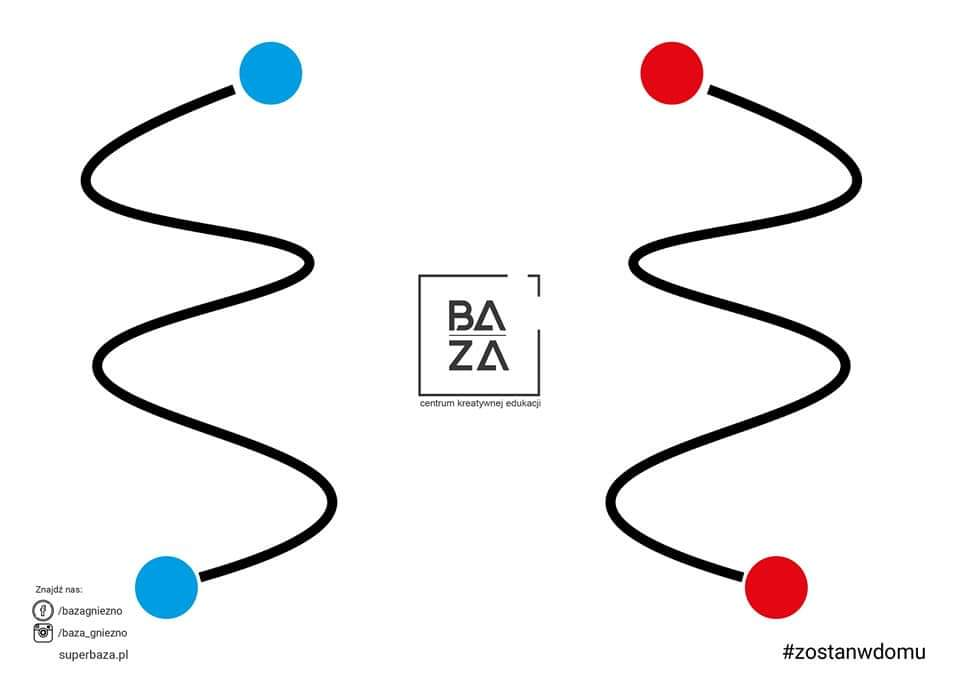 BA
ZA
centrum kreatywnej edukacji
Znajdź nas:
/bazagniezno
/baza_gniezno
superbaza.pl
#zostanwdomu